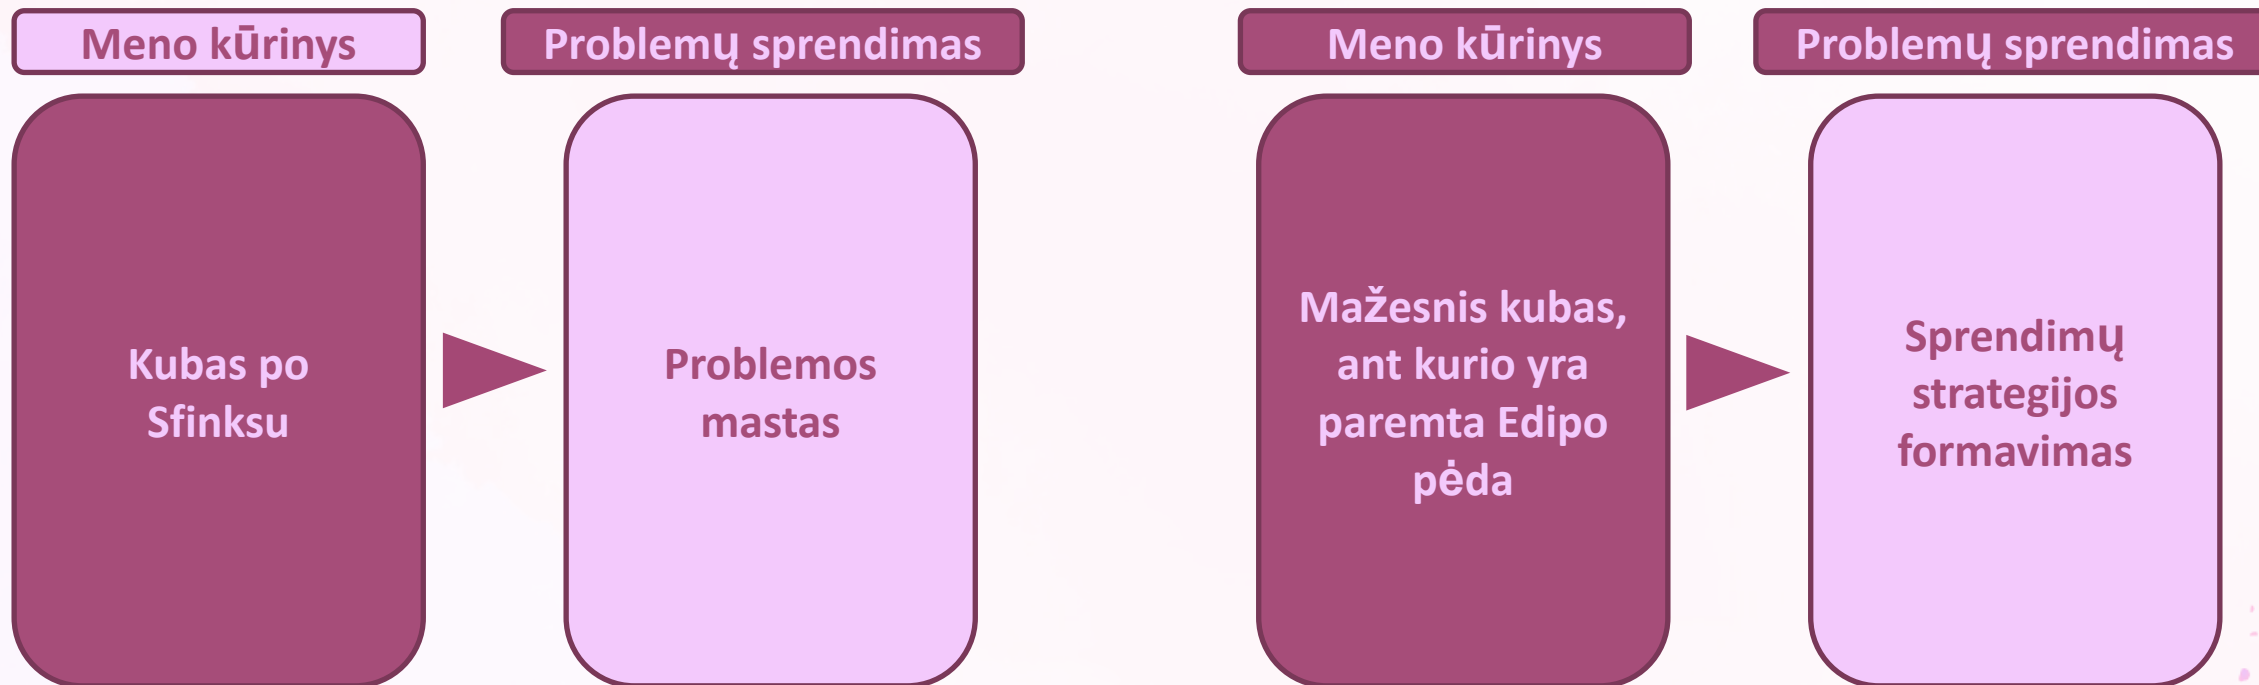 Meno kūrinys
Problemų sprendimas
Meno kūrinys
Problemų sprendimas
Kubas po
Sfinksu
Problemos
mastas
Mažesnis kubas,
ant kurio yra
paremta Edipo
pėda
Sprendimų
strategijos
formavimas